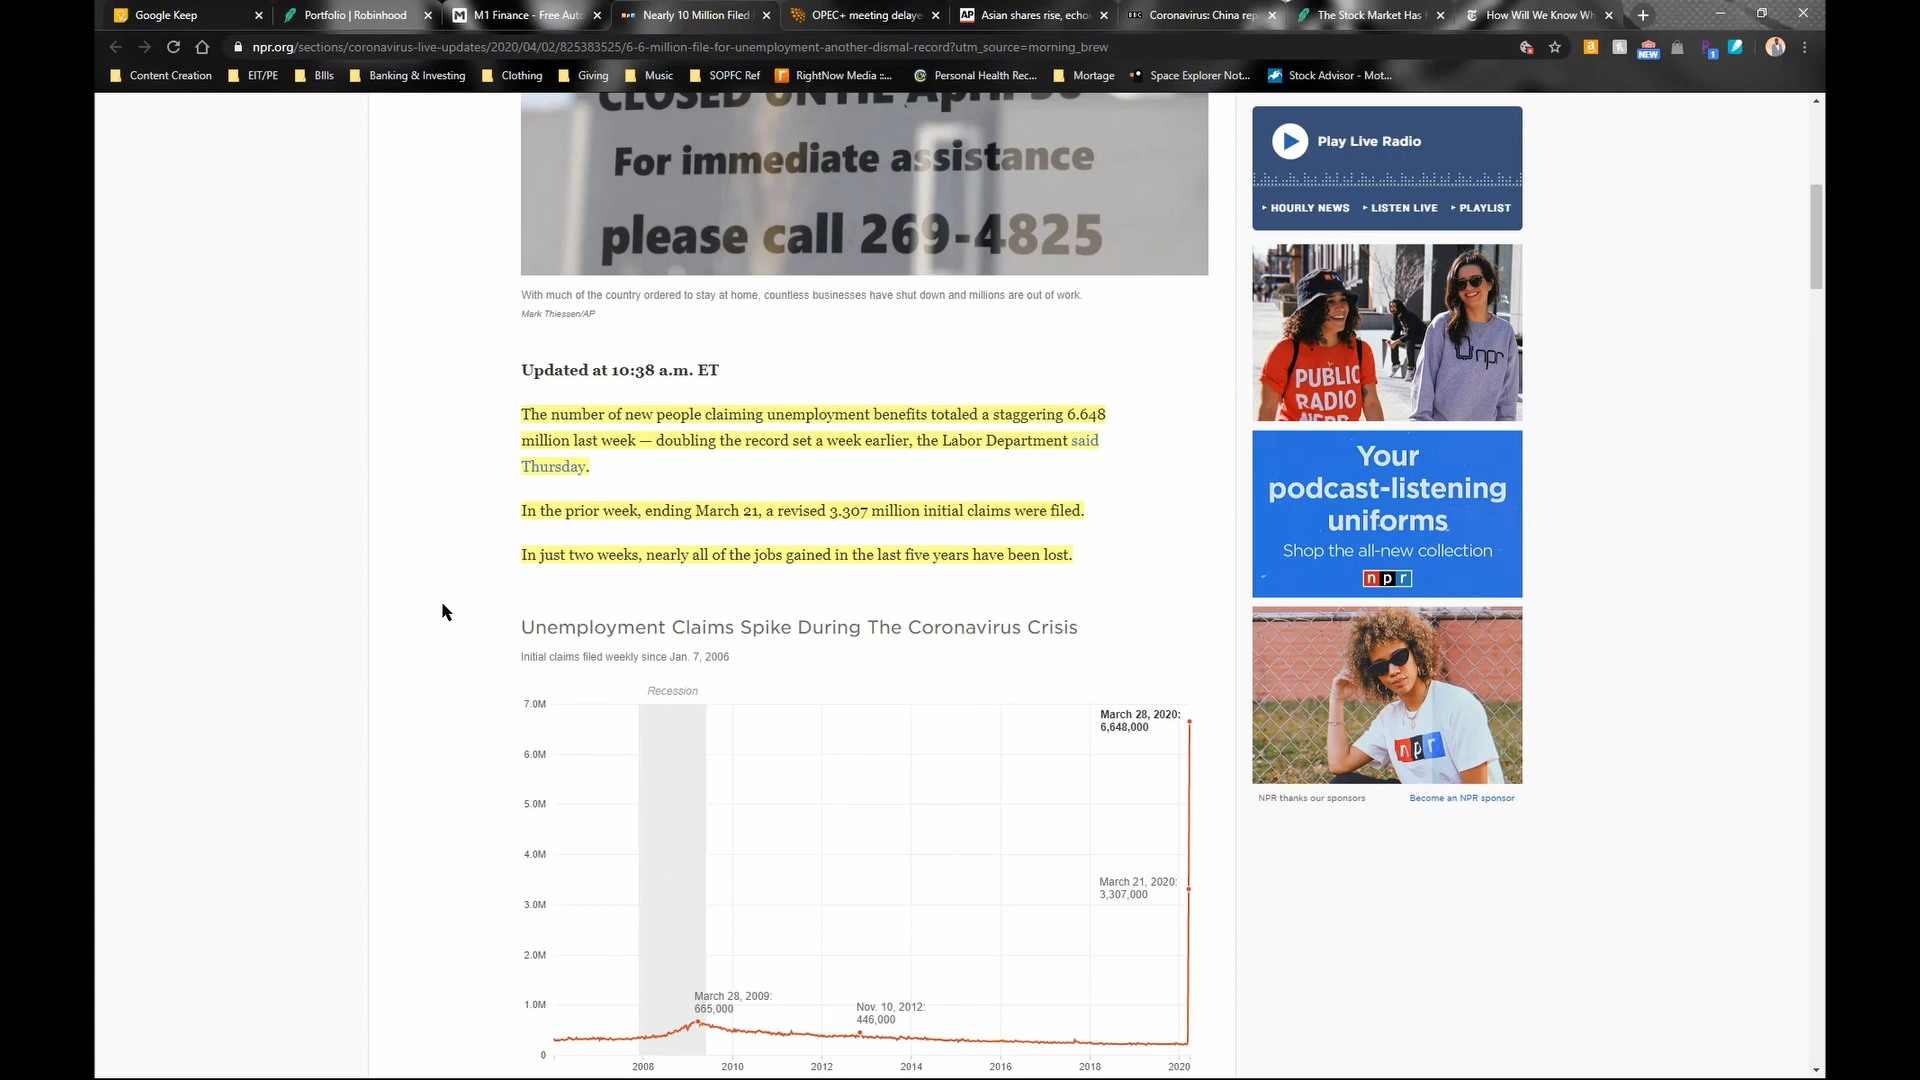 Google Keep
Portfolio | Robinhood
M1 Finance - Free Auto
Nearly 10 Million Filed
OPEC+ meeting delaye
Asian shares rise, echo
Coronavirus: China rep
The Stock Market Has
How Will We Know Wh
npr.org/sections/coronavirus-live-updates/2020/04/02/825383525/6-6-million-file-for-unemployment-another-dismal-record?utm_source=morning_brew
NEW
1
Content Creation
EIT/PE
BIlls
Banking & Investing
Clothing
Giving
Music
SOPFC Ref
RightNow Media ::...
Personal Health Rec...
Mortage
Space Explorer Not...
Stock Advisor - Mot...
CLOSED UNTIL April 30
For immediate assistance
please call 269-4825
With much of the country ordered to stay at home, countless businesses have shut down and millions are out of work.
Mark Thiessen/AP
Updated at 10:38 a.m. ET
The number of new people claiming unemployment benefits totaled a staggering 6.648
million last week — doubling the record set a week earlier, the Labor Department said
Thursday.
In the prior week, ending March 21, a revised 3.307 million initial claims were filed.
In just two weeks, nearly all of the jobs gained in the last five years have been lost.
Unemployment Claims Spike During The Coronavirus Crisis
Initial claims filed weekly since Jan. 7, 2006
Recession
7.0M
March 28, 2020:
6,648,000
6.0M
5.0M
4.0M
March 21, 2020:
3,307,000
3.0M
2.0M
1.0M
March 28, 2009:
665,000
Nov. 10, 2012:
446,000
0
2008
2010
2012
2014
2016
2018
2020
Play Live Radio
HOURLY NEWS
LISTEN LIVE
PLAYLIST
PUBLIC
RADIO
NERD
npr
Your
podcast-listening
uniforms
Shop the all-new collection
npr
npr
NPR thanks our sponsors
Become an NPR sponsor